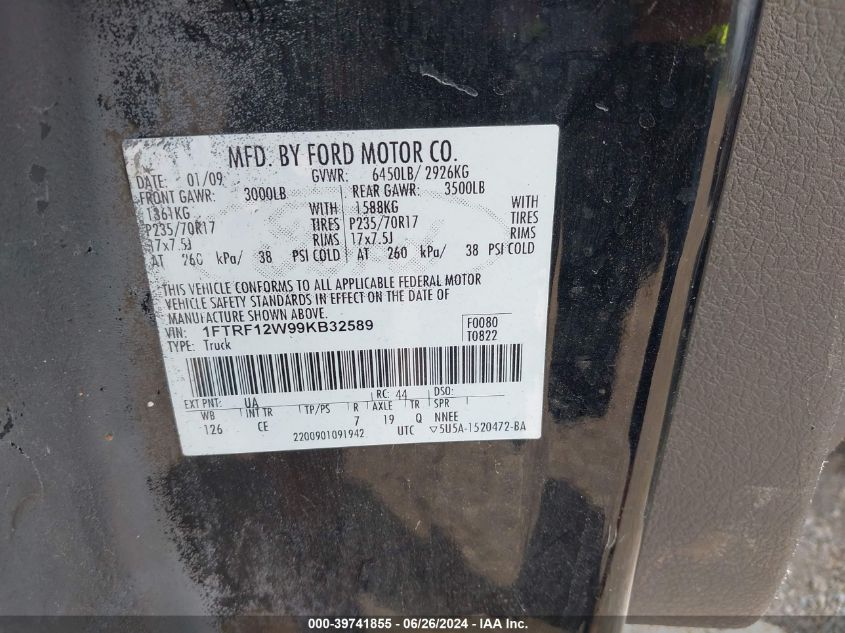 MFD. BY FORD MOTOR CO.
DATE: 01/09 GVWR: 6450LB/ 2926KG
FRONT GAWR: 3000LB REAR GAWR: 3500LB
1361KG WITH 1588KG WITH
P235/70R17 TIRES P235/70R17 TIRES
17x7.5J RIMS 17x7.5J RIMS
AT 260 kPa/ 38 PSI COLD AT 260 kPa/ 38 PSI COLD
THIS VEHICLE CONFORMS TO ALL APPLICABLE FEDERAL MOTOR
VEHICLE SAFETY STANDARDS IN EFFECT ON THE DATE OF
MANUFACTURE SHOWN ABOVE.
VIN: 1FTRF12W99KB32589 F0080
TYPE: Truck T0822
EXT PNT: UA RC: 44 DSO:
WB INT TR TP/PS R AXLE TR SPR
126 CE 7 19 Q NNEE
2200901091942 UTC ▽5U5A-1520472-BA
000-39741855 - 06/26/2024 - IAA Inc.